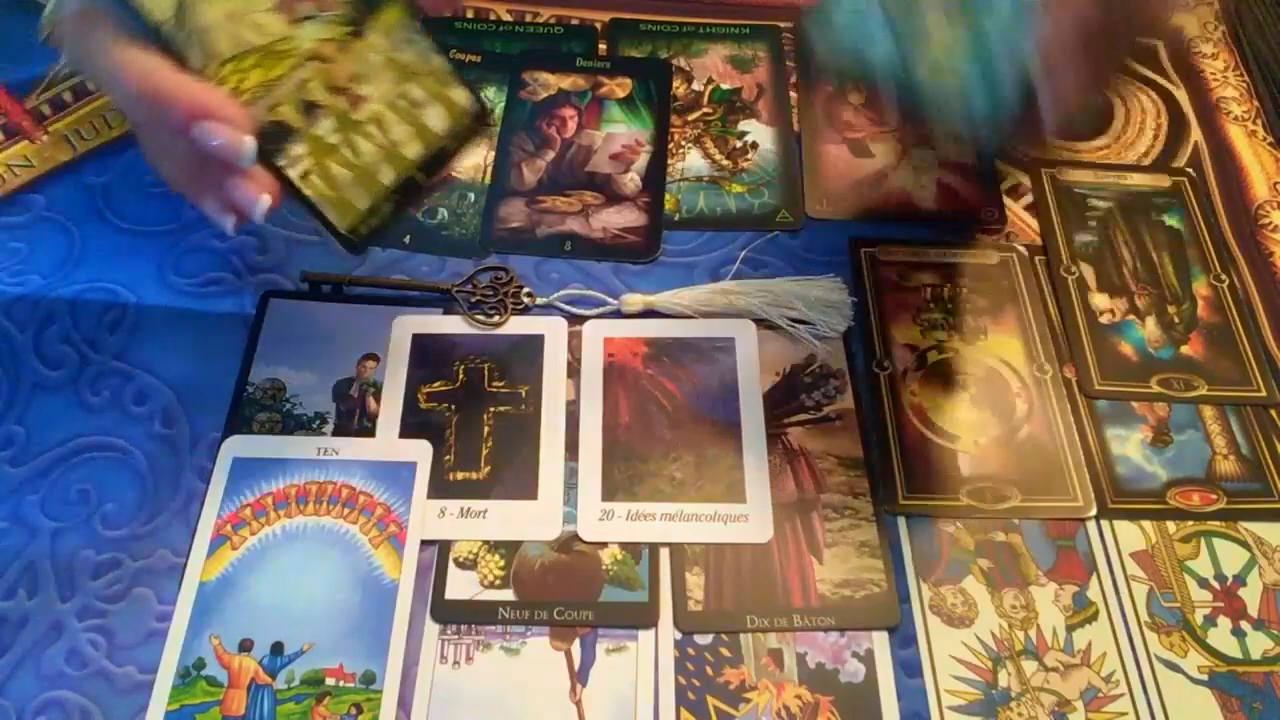 QUEEN of COINS
KNIGHT of COINS
Coupes
Deniers
4
8
JUL
XI
TEN
8 - Mort
20 - Idées mélancoliques
NEUF DE COUPE
DIX DE BÂTON